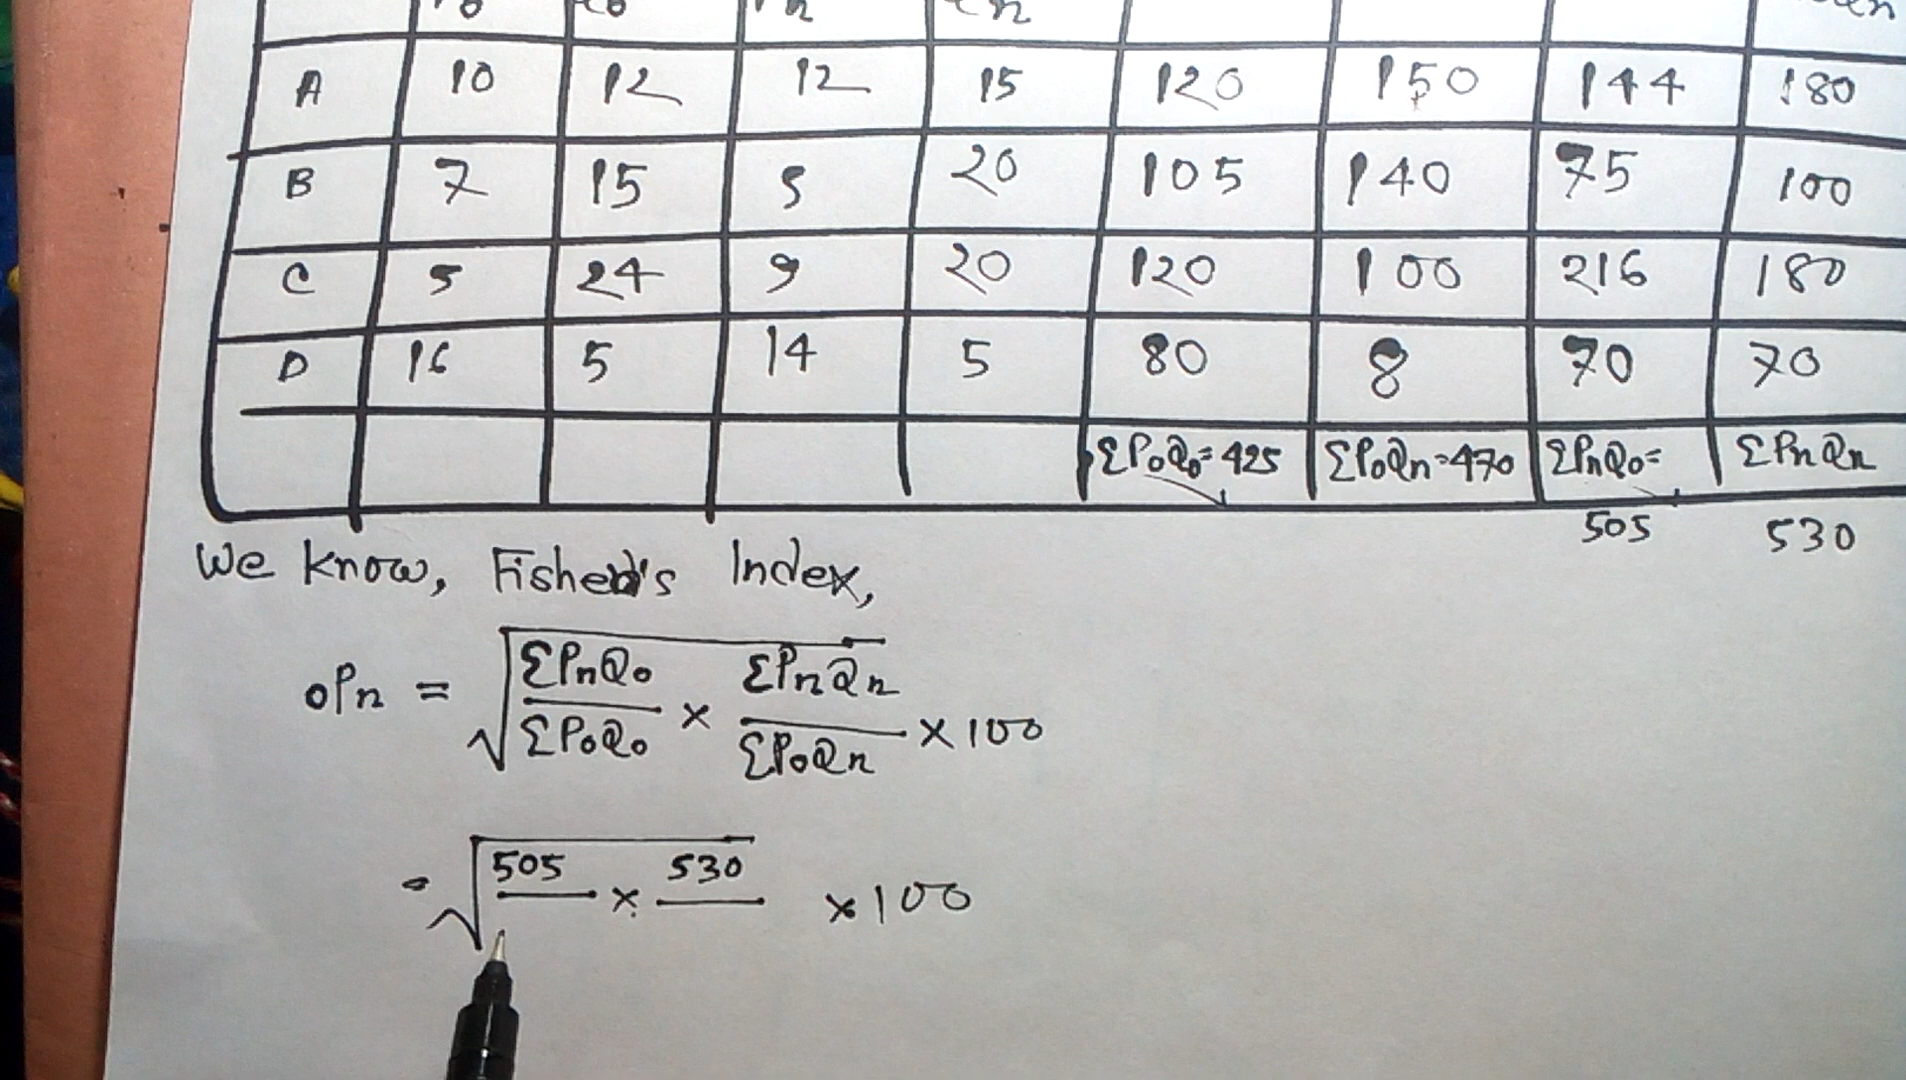 A 10 12 12 15 120 150 144 180
B 7 15 5 20 105 140 75 100
C 5 24 9 20 120 100 216 180
D 16 5 14 5 80 8 70 70
ΣP₀Q₀=425 ΣP₀Qn=470 ΣPnQ₀= ΣPnQn
505 530
We know, Fisher's Index,
oPn = √ΣPnQ₀/ΣP₀Q₀ × ΣPnQn/ΣP₀Qn × 100
= √505/ × 530/ × 100